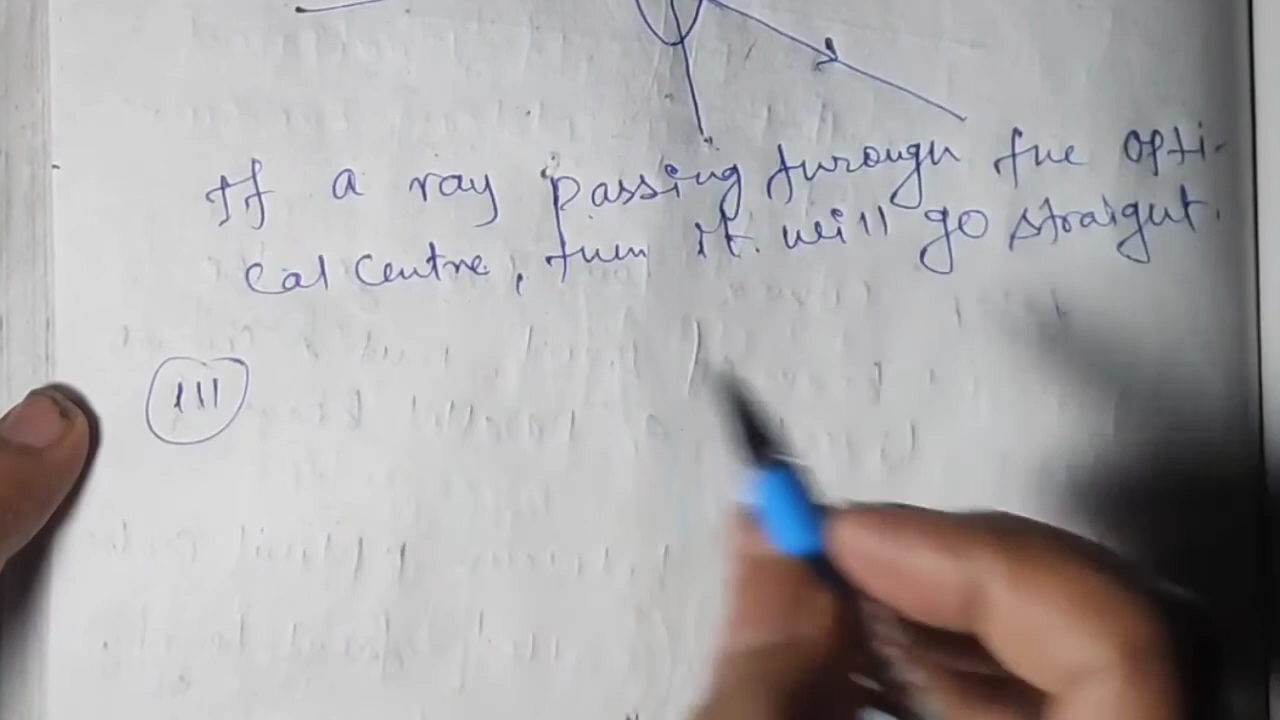 If a ray passing through the opti-
cal centre, then it will go straight.
III